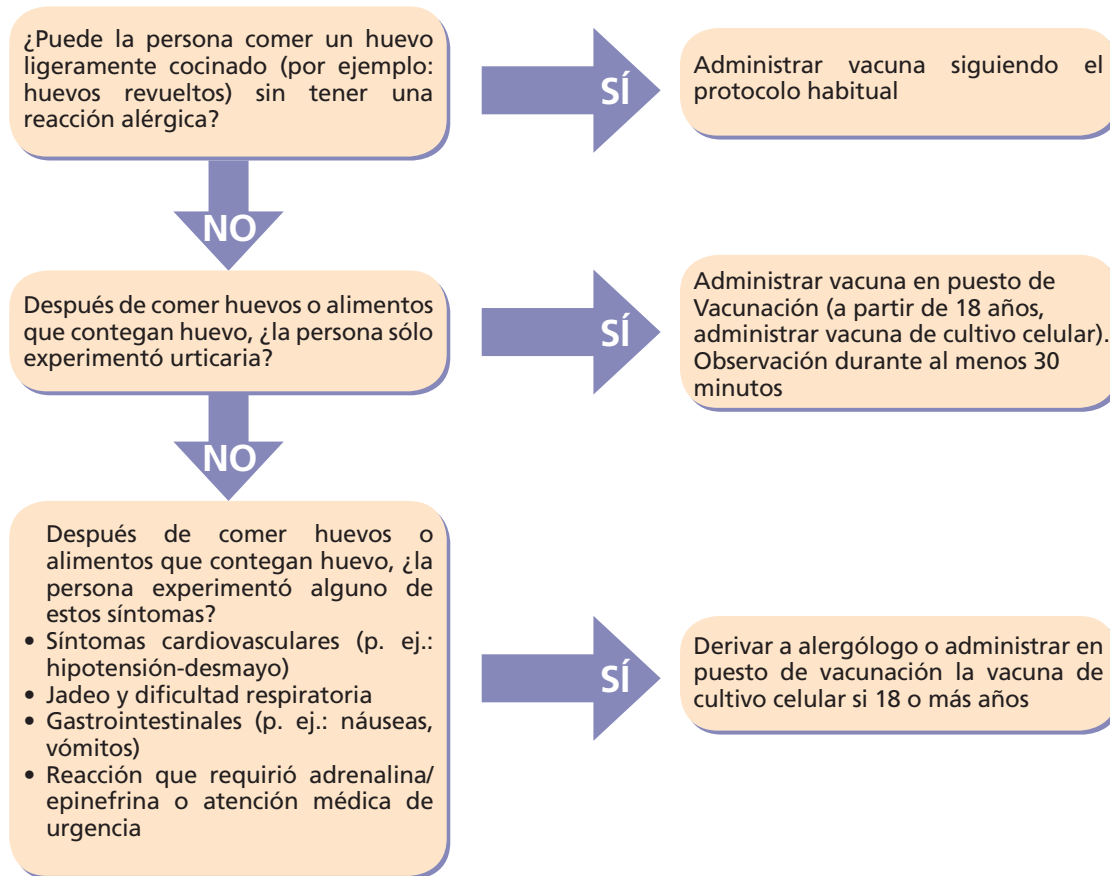 ¿Puede la persona comer un huevo
ligeramente cocinado (por ejemplo:
huevos revueltos) sin tener una
reacción alérgica?
SÍ
Administrar vacuna siguiendo el
protocolo habitual
NO
Después de comer huevos o alimentos
que contegan huevo, ¿la persona sólo
experimentó urticaria?
SÍ
Administrar vacuna en puesto de
Vacunación (a partir de 18 años,
administrar vacuna de cultivo celular).
Observación durante al menos 30
minutos
NO
Después de comer huevos o
alimentos que contegan huevo, ¿la
persona experimentó alguno de
estos síntomas?
• Síntomas cardiovasculares (p. ej.:
hipotensión-desmayo)
• Jadeo y dificultad respiratoria
• Gastrointestinales (p. ej.: náuseas,
vómitos)
• Reacción que requirió adrenalina/
epinefrina o atención médica de
urgencia
SÍ
Derivar a alergólogo o administrar en
puesto de vacunación la vacuna de
cultivo celular si 18 o más años